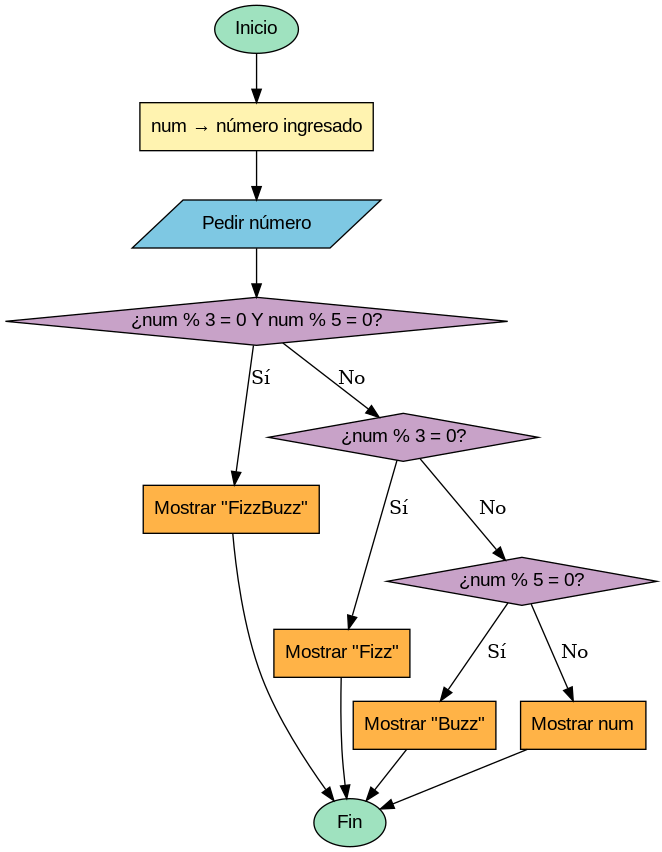 Inicio
num → número ingresado
Pedir número
¿num % 3 = 0 Y num % 5 = 0?
Sí
No
¿num % 3 = 0?
Mostrar "FizzBuzz"
Sí
No
¿num % 5 = 0?
Mostrar "Fizz"
Sí
No
Mostrar "Buzz"
Mostrar num
Fin